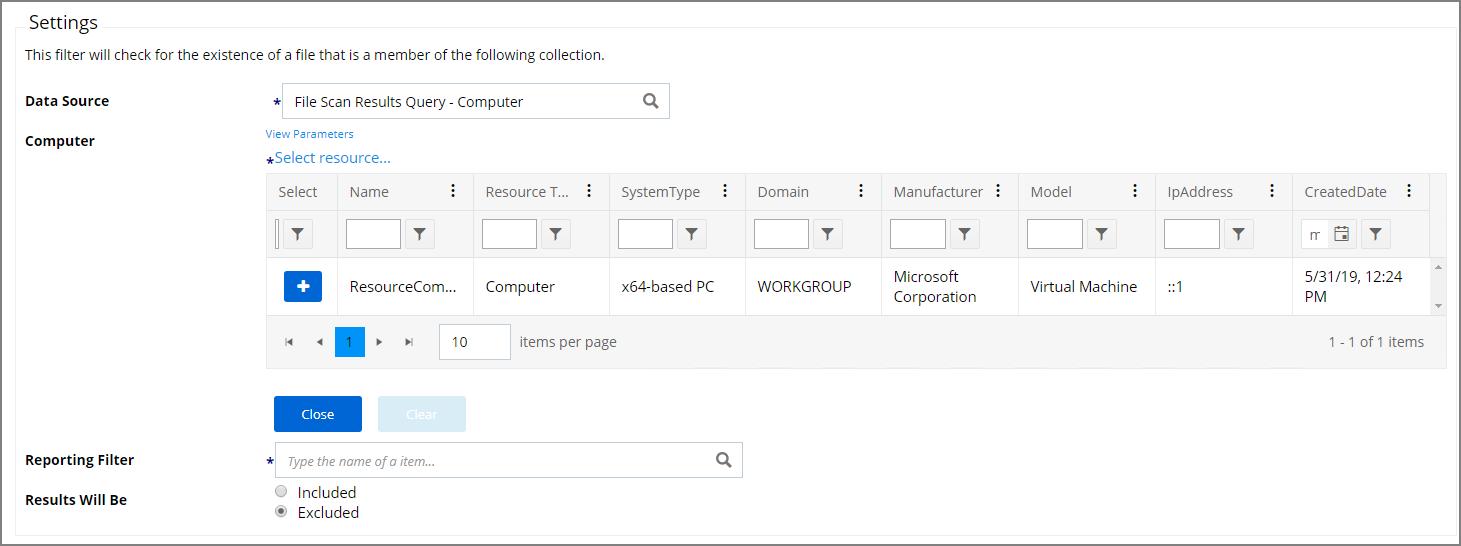 Settings
This filter will check for the existence of a file that is a member of the following collection.
Data Source * File Scan Results Query - Computer
Computer View Parameters
*Select resource...
Select Name Resource T... SystemType Domain Manufacturer Model IpAddress CreatedDate
m
ResourceCom... Computer x64-based PC WORKGROUP Microsoft Corporation Virtual Machine ::1 5/31/19, 12:24 PM
1 10 items per page 1 - 1 of 1 items
Close Clear
Reporting Filter * Type the name of a item...
Results Will Be Included
Excluded